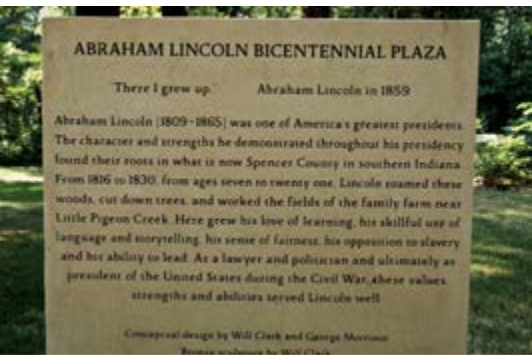 ABRAHAM LINCOLN BICENTENNIAL PLAZA
"There I grew up." Abraham Lincoln in 1859
Abraham Lincoln (1809-1865) was one of America's greatest presidents.
The character and strengths he demonstrated throughout his presidency
found their roots in what is now Spencer County in southern Indiana.
From 1816 to 1830, from ages seven to twenty one, Lincoln roamed these
woods, cut down trees, and worked the fields of the family farm near
Little Pigeon Creek. Here grew his love of learning, his skillful use of
language and storytelling, his sense of fairness, his opposition to slavery
and his ability to lead. As a lawyer and politician and ultimately as
president of the United States during the Civil War, these values,
strengths and abilities served Lincoln well.
Conceptual design by Will Clark and George Morrison
Bronze sculpture by Will Clark